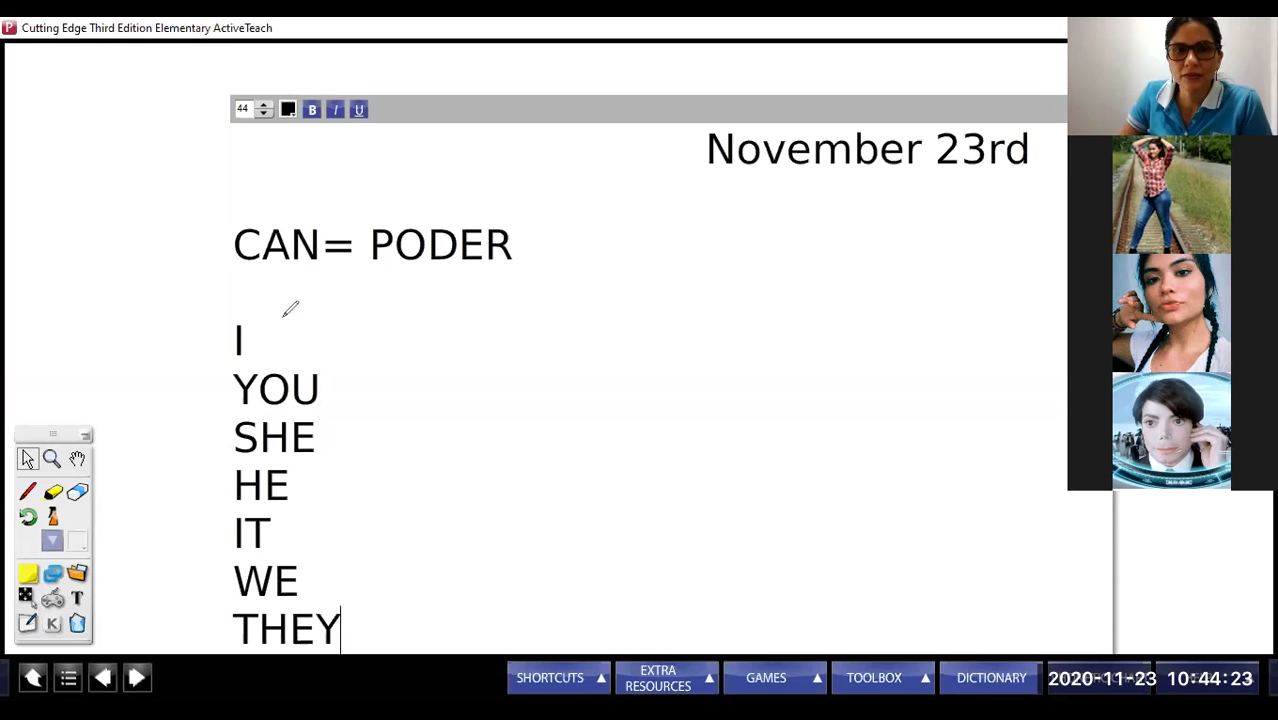 Cutting Edge Third Edition Elementary ActiveTeach
44 B I U
November 23rd
CAN= PODER
I
YOU
SHE
HE
IT
WE
THEY
T
K
SHORTCUTS
EXTRA
RESOURCES
GAMES
TOOLBOX
DICTIONARY
2020-11-23 10:44:23